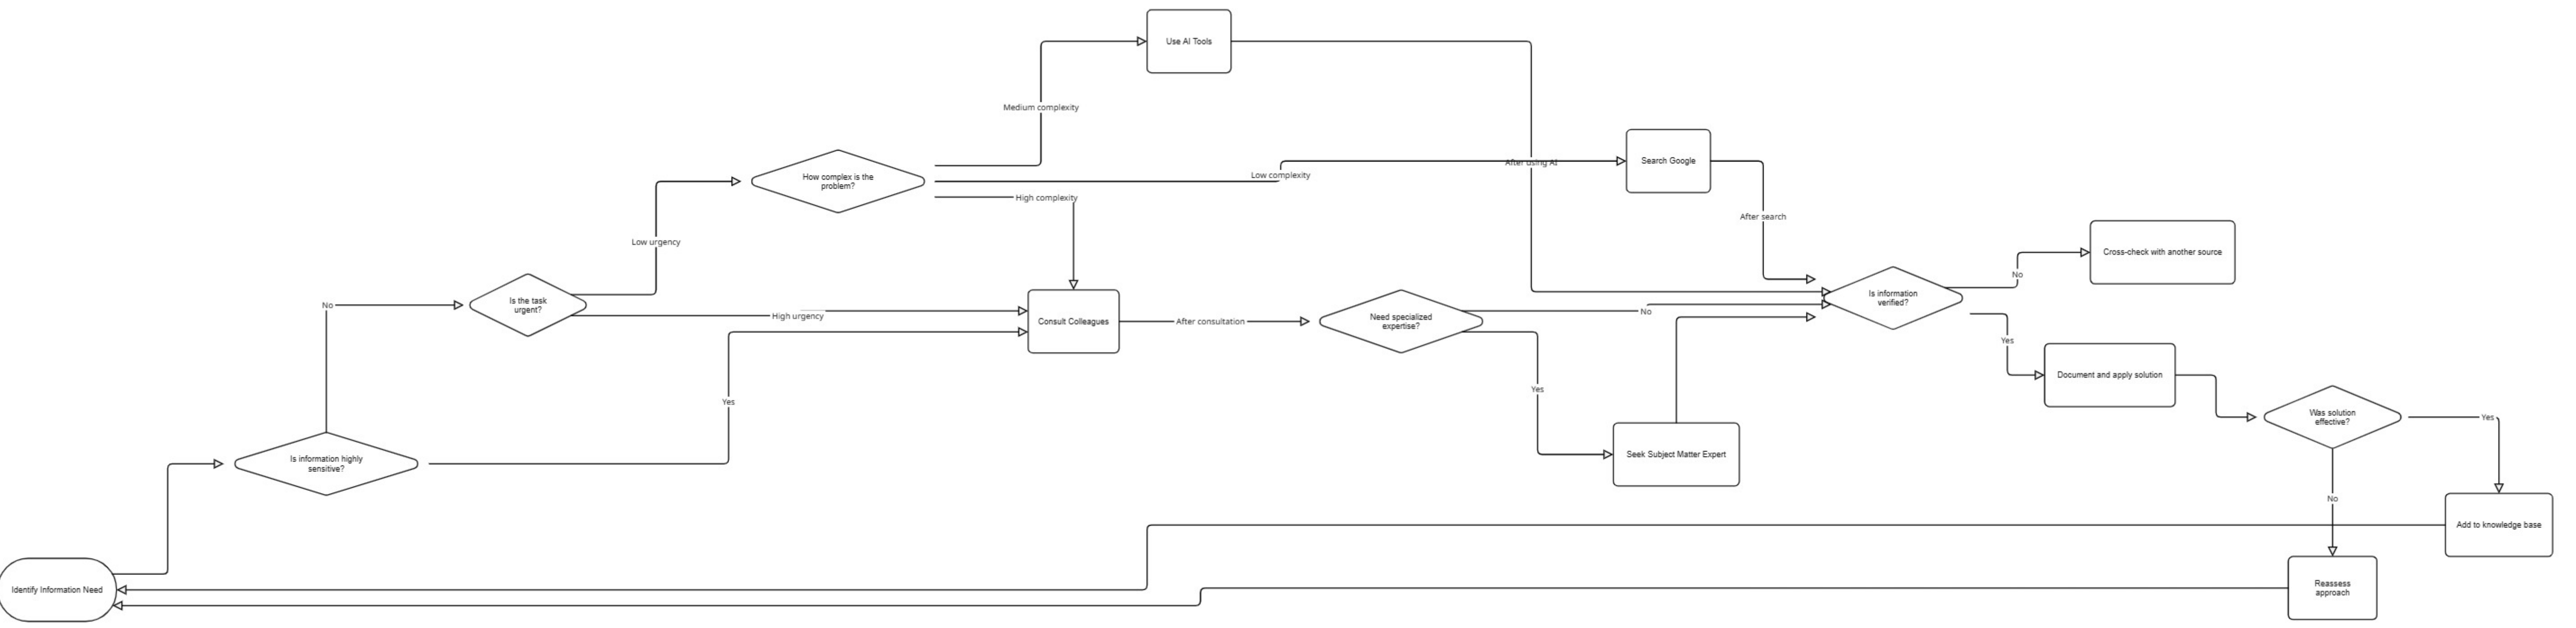 Use AI Tools
Medium complexity
Search Google
After using AI
How complex is the
problem?
Low complexity
High complexity
After search
Low urgency
Cross-check with another source
No
Is the task
urgent?
No
High urgency
Consult Colleagues
After consultation
Need specialized
expertise?
No
Is information
verified?
Yes
Document and apply solution
Yes
Yes
Was solution
effective?
Yes
Is information highly
sensitive?
Seek Subject Matter Expert
No
Add to knowledge base
Identify Information Need
Reassess
approach